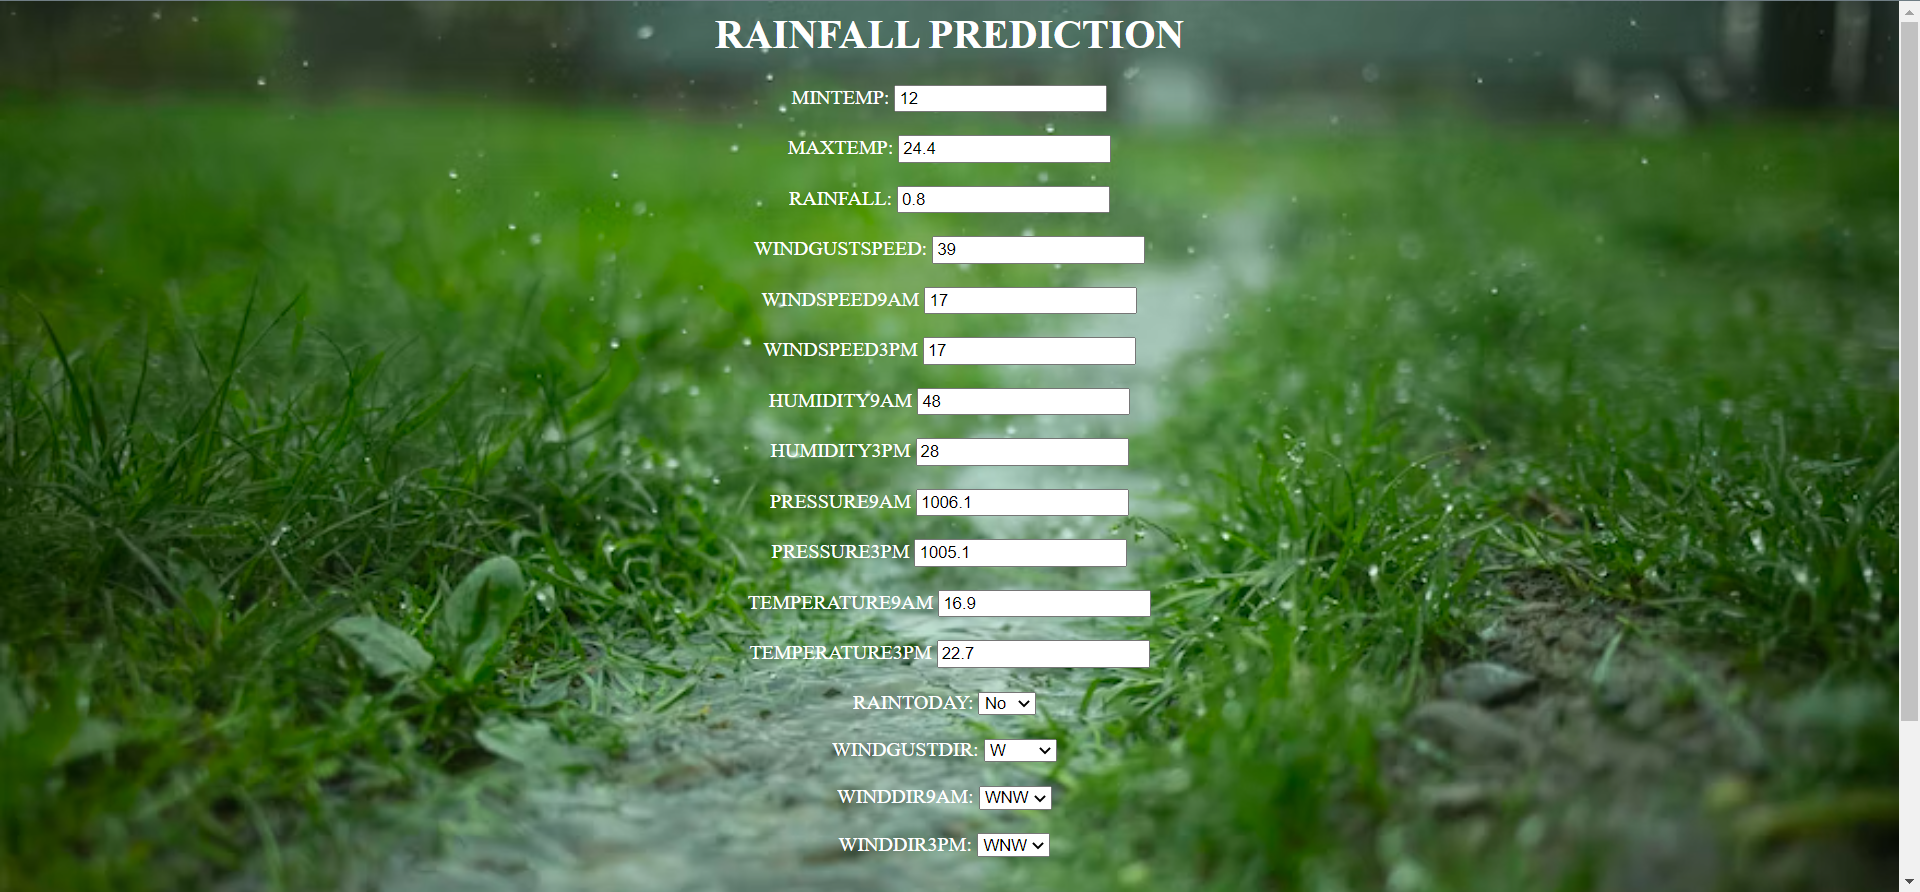 RAINFALL PREDICTION
MINTEMP: 12
MAXTEMP: 24.4
RAINFALL: 0.8
WINDGUSTSPEED: 39
WINDSPEED9AM 17
WINDSPEED3PM 17
HUMIDITY9AM 48
HUMIDITY3PM 28
PRESSURE9AM 1006.1
PRESSURE3PM 1005.1
TEMPERATURE9AM 16.9
TEMPERATURE3PM 22.7
RAINTODAY: No
WINDGUSTDIR: W
WINDDIR9AM: WNW
WINDDIR3PM: WNW